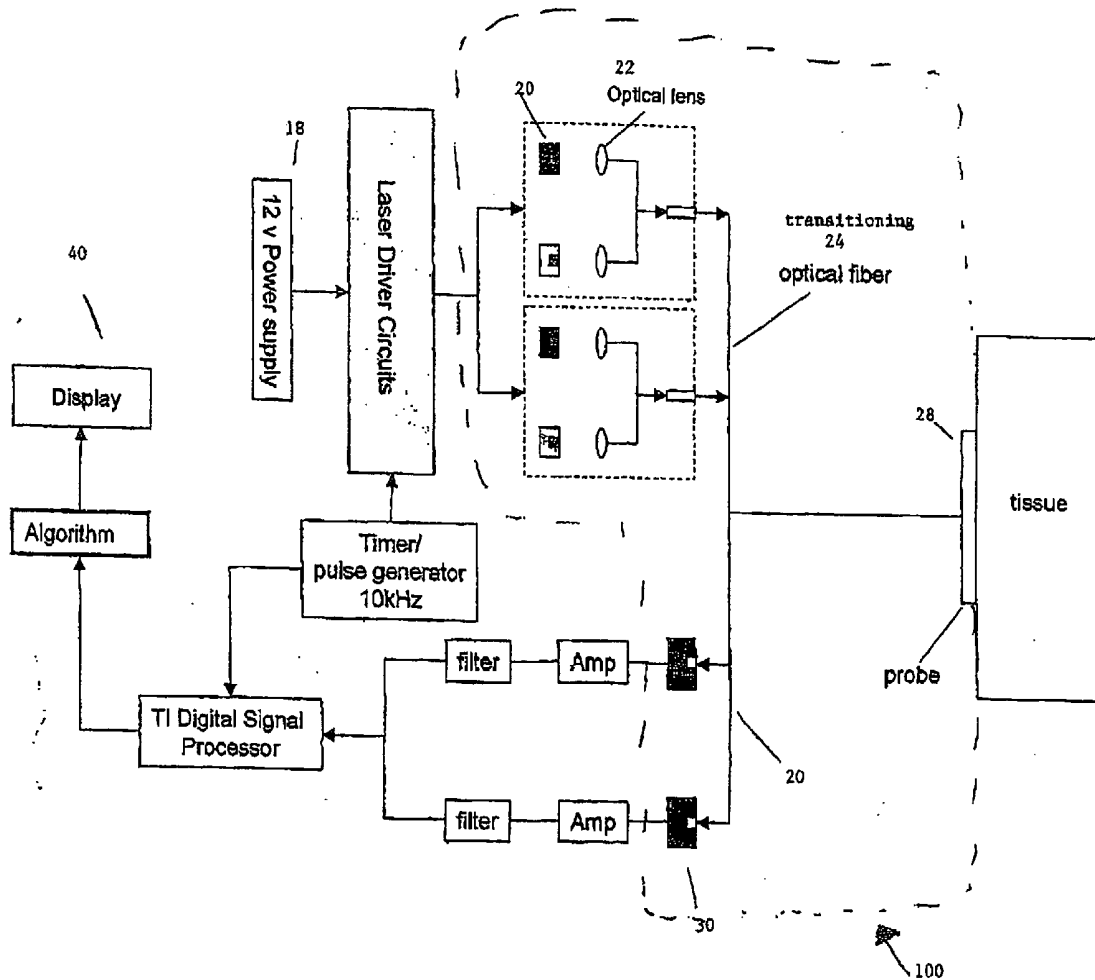 20
22
Optical lens
18
12 v Power supply
Laser Driver Circuits
transitioning
24
optical fiber
40
Display
28
tissue
Algorithm
Timer/
pulse generator
10kHz
filter
Amp
probe
TI Digital Signal
Processor
20
filter
Amp
30
100